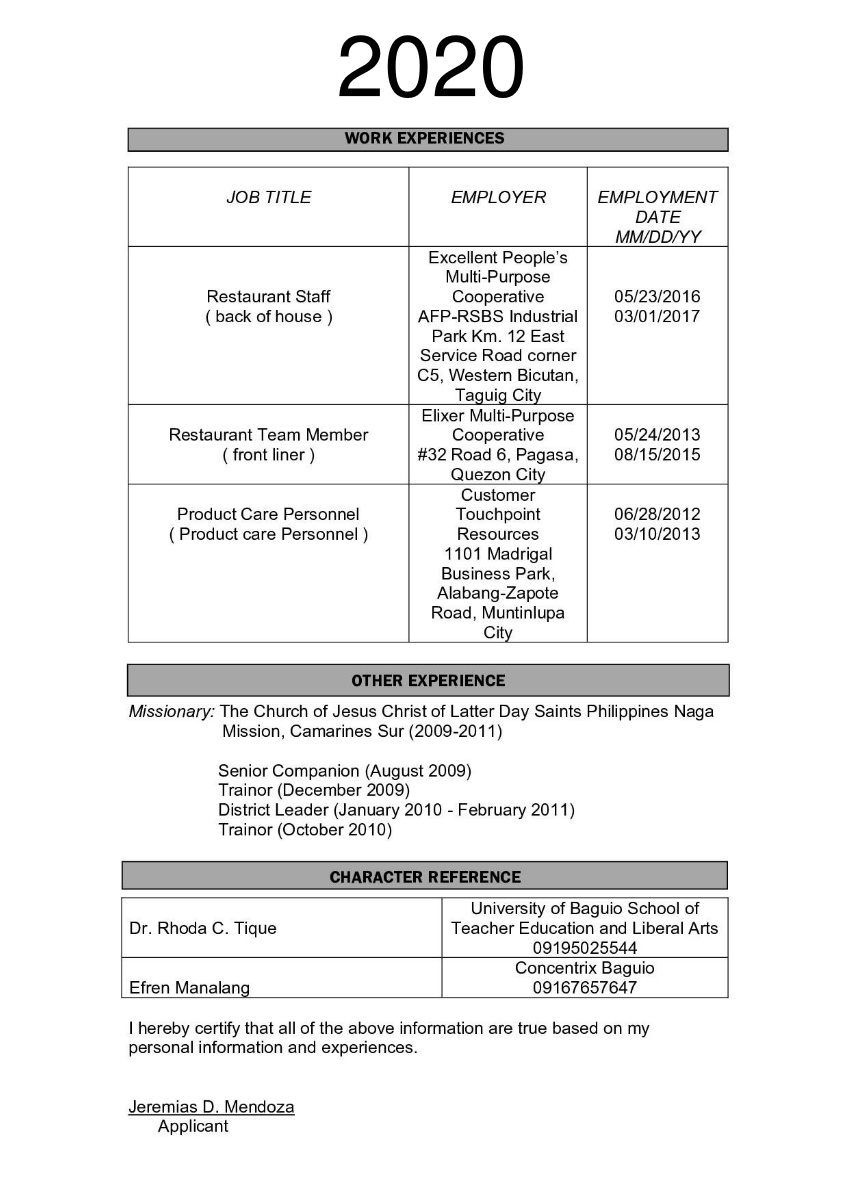 2020
WORK EXPERIENCES
JOB TITLE
EMPLOYER
EMPLOYMENT
DATE
MM/DD/YY
Restaurant Staff
( back of house )
Excellent People’s
Multi-Purpose
Cooperative
AFP-RSBS Industrial
Park Km. 12 East
Service Road corner
C5, Western Bicutan,
Taguig City
05/23/2016
03/01/2017
Restaurant Team Member
( front liner )
Elixer Multi-Purpose
Cooperative
#32 Road 6, Pagasa,
Quezon City
05/24/2013
08/15/2015
Product Care Personnel
( Product care Personnel )
Customer
Touchpoint
Resources
1101 Madrigal
Business Park,
Alabang-Zapote
Road, Muntinlupa
City
06/28/2012
03/10/2013
OTHER EXPERIENCE
Missionary: The Church of Jesus Christ of Latter Day Saints Philippines Naga
Mission, Camarines Sur (2009-2011)
Senior Companion (August 2009)
Trainor (December 2009)
District Leader (January 2010 - February 2011)
Trainor (October 2010)
CHARACTER REFERENCE
Dr. Rhoda C. Tique
University of Baguio School of
Teacher Education and Liberal Arts
09195025544
Efren Manalang
Concentrix Baguio
09167657647
I hereby certify that all of the above information are true based on my
personal information and experiences.
Jeremias D. Mendoza
Applicant